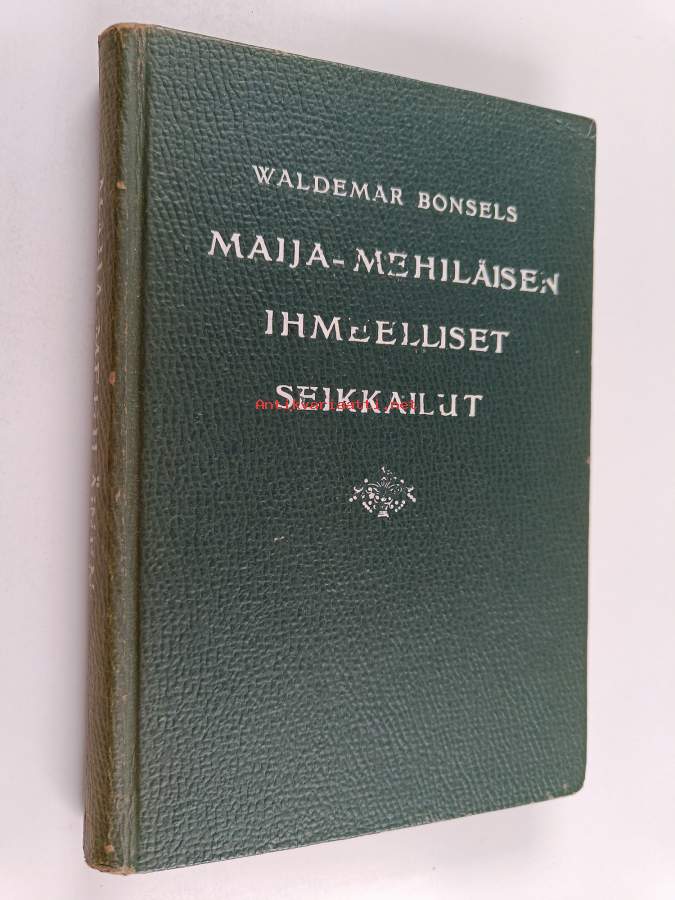 WALDEMAR BONSELS
MAIJA-MEHILÄISEN
IHMEELLISET
SEIKKAILUT
Antikvariaatti.net